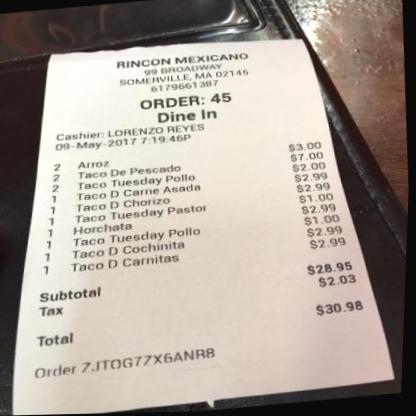 RINCON MEXICANO
99 BROADWAY
SOMERVILLE, MA 02145
6179661387
ORDER: 45
Dine In
Cashier: LORENZO REYES
09-May-2017 7:19:46P
2 Arroz $3.00
2 Taco De Pescado $7.00
2 Taco Tuesday Pollo $2.00
1 Taco D Carne Asada $2.99
1 Taco D Chorizo $2.99
1 Taco Tuesday Pastor $1.00
1 Horchata $2.99
1 Taco Tuesday Pollo $1.00
1 Taco D Cochinita $2.99
1 Taco D Carnitas $2.99
Subtotal $28.95
Tax $2.03
Total $30.98
Order ZJTOG7ZX6ANR8